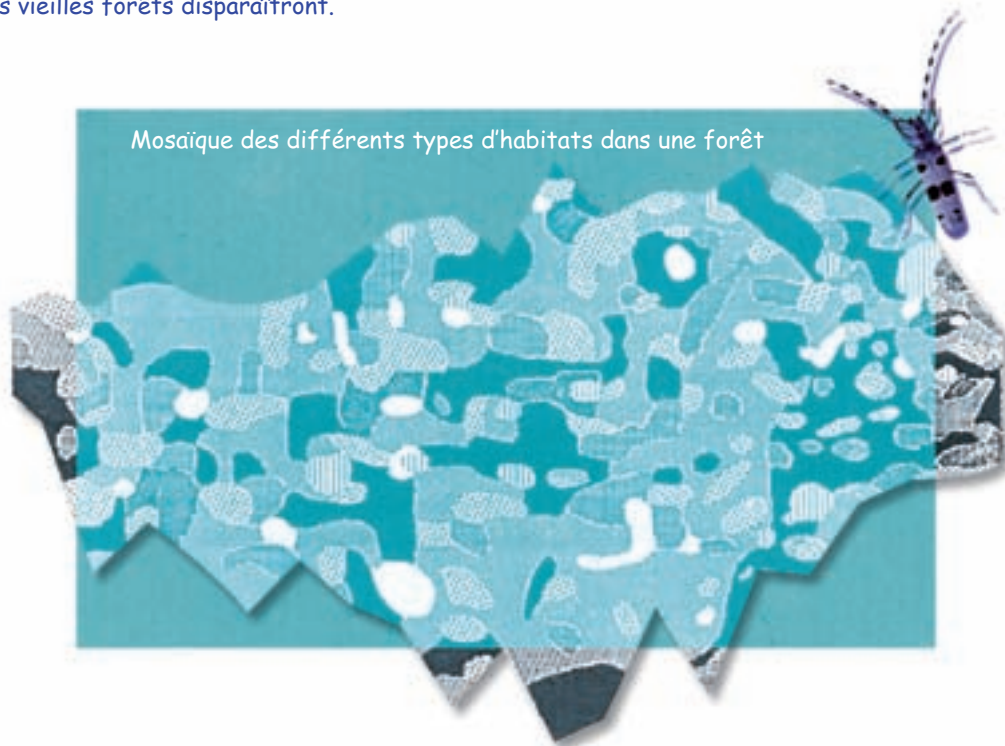 s vieilles forêts disparaîtront.
Mosaïque des différents types d'habitats dans une forêt